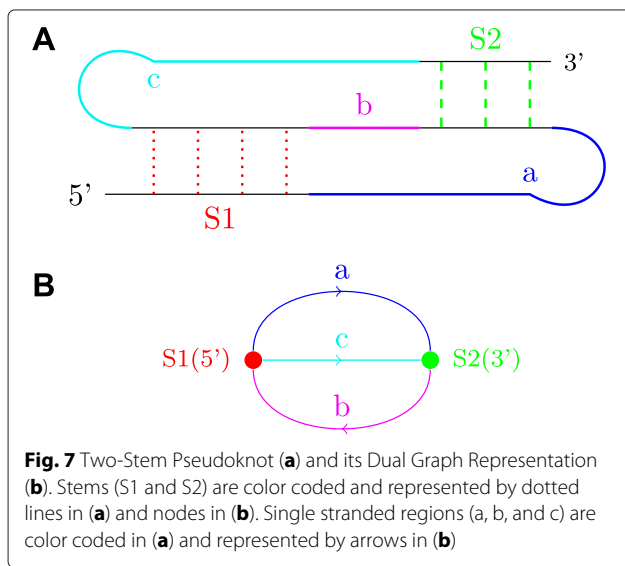 A
S2
3’
c
b
a
5’
S1
B
a
c
S1(5’)
S2(3’)
b
Fig. 7 Two-Stem Pseudoknot (a) and its Dual Graph Representation
(b). Stems (S1 and S2) are color coded and represented by dotted
lines in (a) and nodes in (b). Single stranded regions (a, b, and c) are
color coded in (a) and represented by arrows in (b)